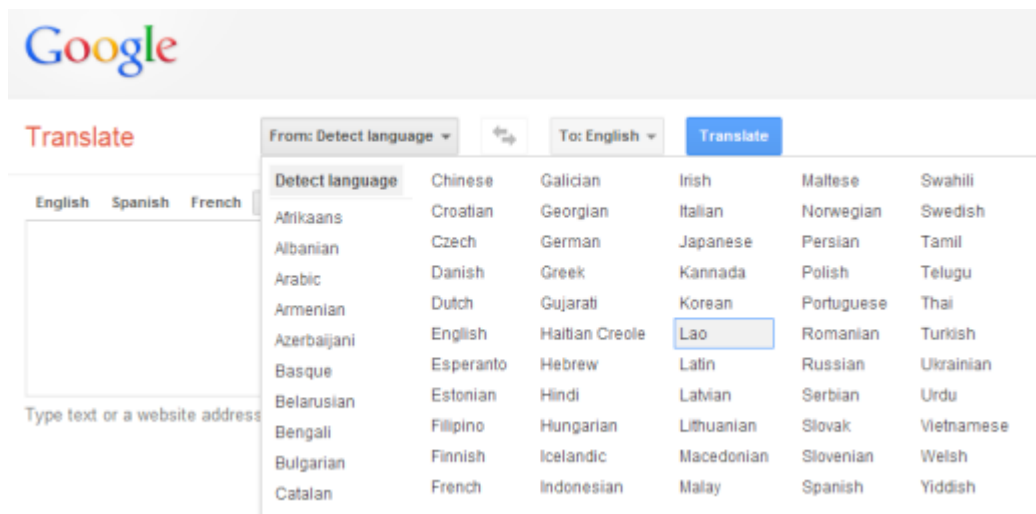 Google
Translate
From: Detect language
To: English
Translate
English Spanish French
Type text or a website address
Detect language
Afrikaans
Albanian
Arabic
Armenian
Azerbaijani
Basque
Belarusian
Bengali
Bulgarian
Catalan
Chinese
Croatian
Czech
Danish
Dutch
English
Esperanto
Estonian
Filipino
Finnish
French
Galician
Georgian
German
Greek
Gujarati
Haitian Creole
Hebrew
Hindi
Hungarian
Icelandic
Indonesian
Irish
Italian
Japanese
Kannada
Korean
Lao
Latin
Latvian
Lithuanian
Macedonian
Malay
Maltese
Norwegian
Persian
Polish
Portuguese
Romanian
Russian
Serbian
Slovak
Slovenian
Spanish
Swahili
Swedish
Tamil
Telugu
Thai
Turkish
Ukrainian
Urdu
Vietnamese
Welsh
Yiddish